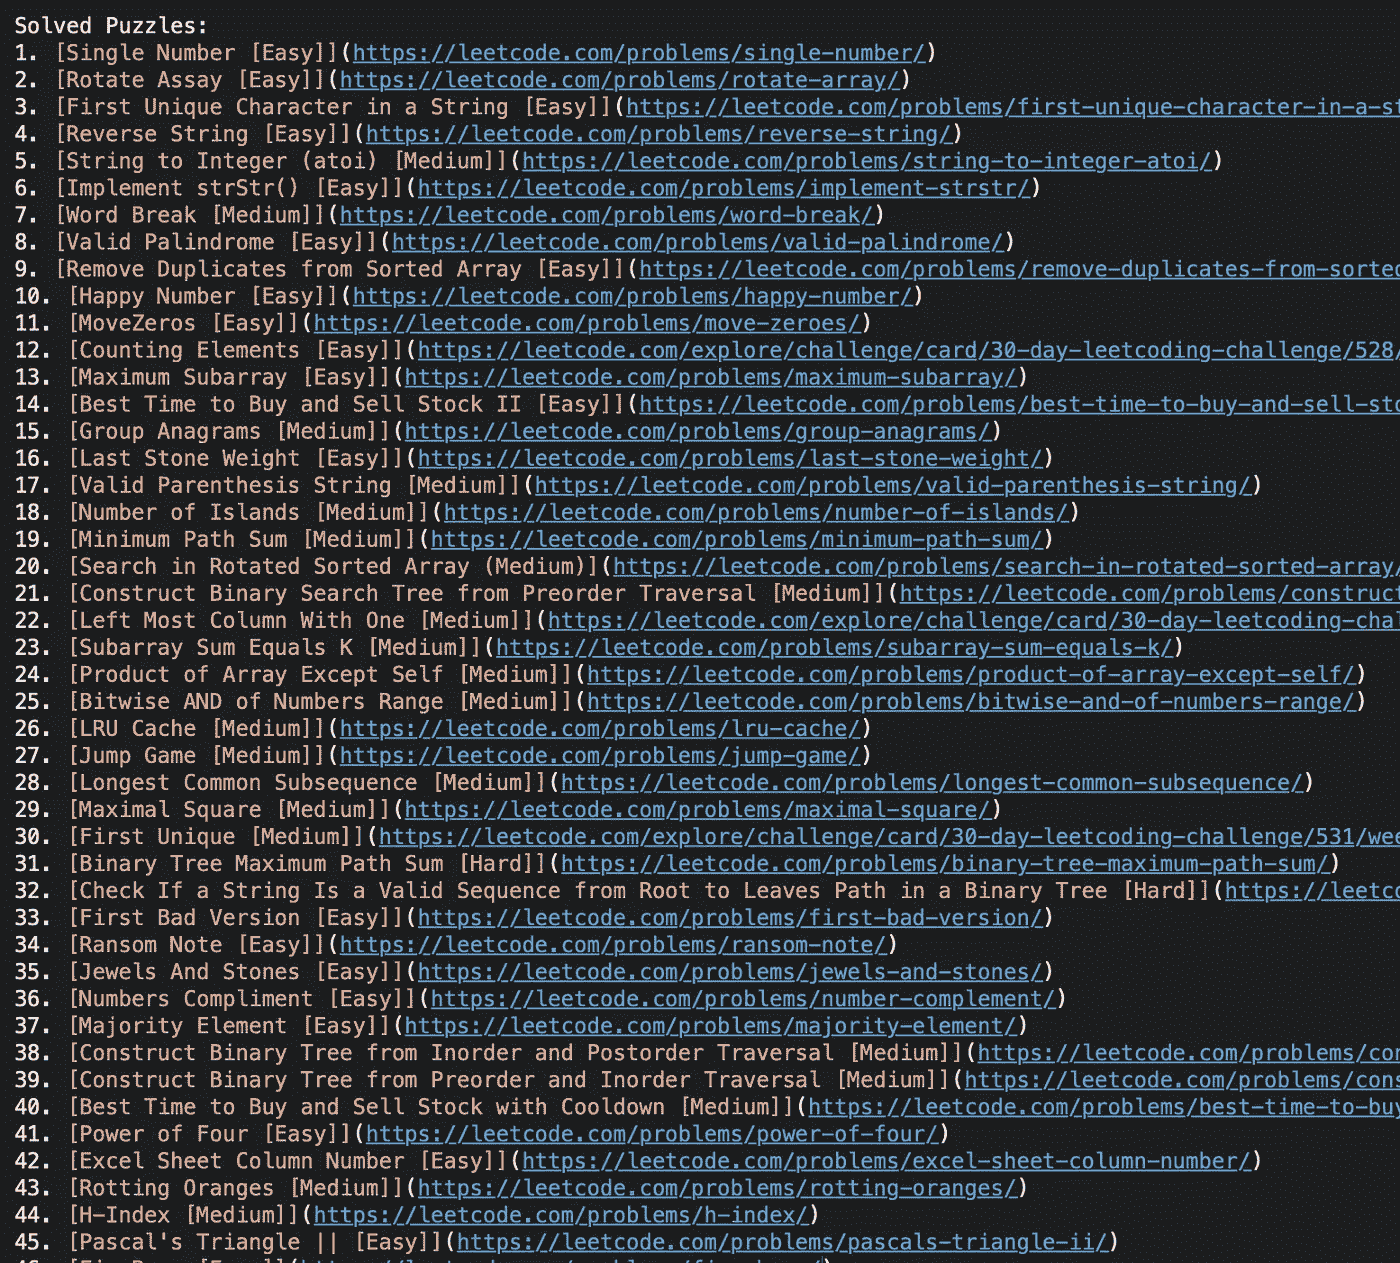 Solved Puzzles:
1. [Single Number [Easy]](https://leetcode.com/problems/single-number/)
2. [Rotate Assay [Easy]](https://leetcode.com/problems/rotate-array/)
3. [First Unique Character in a String [Easy]](https://leetcode.com/problems/first-unique-character-in-a-s
4. [Reverse String [Easy]](https://leetcode.com/problems/reverse-string/)
5. [String to Integer (atoi) [Medium]](https://leetcode.com/problems/string-to-integer-atoi/)
6. [Implement strStr() [Easy]](https://leetcode.com/problems/implement-strstr/)
7. [Word Break [Medium]](https://leetcode.com/problems/word-break/)
8. [Valid Palindrome [Easy]](https://leetcode.com/problems/valid-palindrome/)
9. [Remove Duplicates from Sorted Array [Easy]](https://leetcode.com/problems/remove-duplicates-from-sorte
10. [Happy Number [Easy]](https://leetcode.com/problems/happy-number/)
11. [MoveZeros [Easy]](https://leetcode.com/problems/move-zeroes/)
12. [Counting Elements [Easy]](https://leetcode.com/explore/challenge/card/30-day-leetcoding-challenge/528/
13. [Maximum Subarray [Easy]](https://leetcode.com/problems/maximum-subarray/)
14. [Best Time to Buy and Sell Stock II [Easy]](https://leetcode.com/problems/best-time-to-buy-and-sell-sto
15. [Group Anagrams [Medium]](https://leetcode.com/problems/group-anagrams/)
16. [Last Stone Weight [Easy]](https://leetcode.com/problems/last-stone-weight/)
17. [Valid Parenthesis String [Medium]](https://leetcode.com/problems/valid-parenthesis-string/)
18. [Number of Islands [Medium]](https://leetcode.com/problems/number-of-islands/)
19. [Minimum Path Sum [Medium]](https://leetcode.com/problems/minimum-path-sum/)
20. [Search in Rotated Sorted Array (Medium)](https://leetcode.com/problems/search-in-rotated-sorted-array/
21. [Construct Binary Search Tree from Preorder Traversal [Medium]](https://leetcode.com/problems/construct
22. [Left Most Column With One [Medium]](https://leetcode.com/explore/challenge/card/30-day-leetcoding-chal
23. [Subarray Sum Equals K [Medium]](https://leetcode.com/problems/subarray-sum-equals-k/)
24. [Product of Array Except Self [Medium]](https://leetcode.com/problems/product-of-array-except-self/)
25. [Bitwise AND of Numbers Range [Medium]](https://leetcode.com/problems/bitwise-and-of-numbers-range/)
26. [LRU Cache [Medium]](https://leetcode.com/problems/lru-cache/)
27. [Jump Game [Medium]](https://leetcode.com/problems/jump-game/)
28. [Longest Common Subsequence [Medium]](https://leetcode.com/problems/longest-common-subsequence/)
29. [Maximal Square [Medium]](https://leetcode.com/problems/maximal-square/)
30. [First Unique [Medium]](https://leetcode.com/explore/challenge/card/30-day-leetcoding-challenge/531/wee
31. [Binary Tree Maximum Path Sum [Hard]](https://leetcode.com/problems/binary-tree-maximum-path-sum/)
32. [Check If a String Is a Valid Sequence from Root to Leaves Path in a Binary Tree [Hard]](https://leetco
33. [First Bad Version [Easy]](https://leetcode.com/problems/first-bad-version/)
34. [Ransom Note [Easy]](https://leetcode.com/problems/ransom-note/)
35. [Jewels And Stones [Easy]](https://leetcode.com/problems/jewels-and-stones/)
36. [Numbers Compliment [Easy]](https://leetcode.com/problems/number-complement/)
37. [Majority Element [Easy]](https://leetcode.com/problems/majority-element/)
38. [Construct Binary Tree from Inorder and Postorder Traversal [Medium]](https://leetcode.com/problems/con
39. [Construct Binary Tree from Preorder and Inorder Traversal [Medium]](https://leetcode.com/problems/cons
40. [Best Time to Buy and Sell Stock with Cooldown [Medium]](https://leetcode.com/problems/best-time-to-buy
41. [Power of Four [Easy]](https://leetcode.com/problems/power-of-four/)
42. [Excel Sheet Column Number [Easy]](https://leetcode.com/problems/excel-sheet-column-number/)
43. [Rotting Oranges [Medium]](https://leetcode.com/problems/rotting-oranges/)
44. [H-Index [Medium]](https://leetcode.com/problems/h-index/)
45. [Pascal's Triangle || [Easy]](https://leetcode.com/problems/pascals-triangle-ii/)